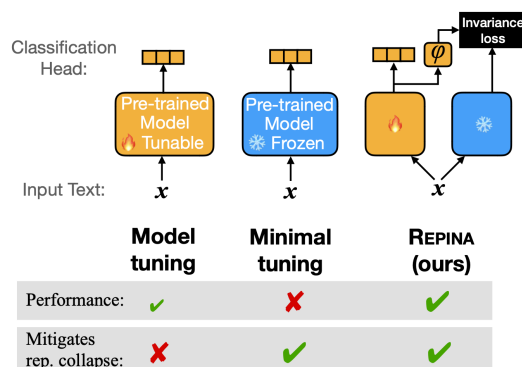 Classification
Head:
Invariance
loss
φ
Pre-trained
Model
Tunable
Pre-trained
Model
Frozen
Input Text:
x
x
x
Model
tuning
Minimal
tuning
REPINA
(ours)
Performance: ✔ ✘ ✔
Mitigates
rep. collapse: ✘ ✔ ✔